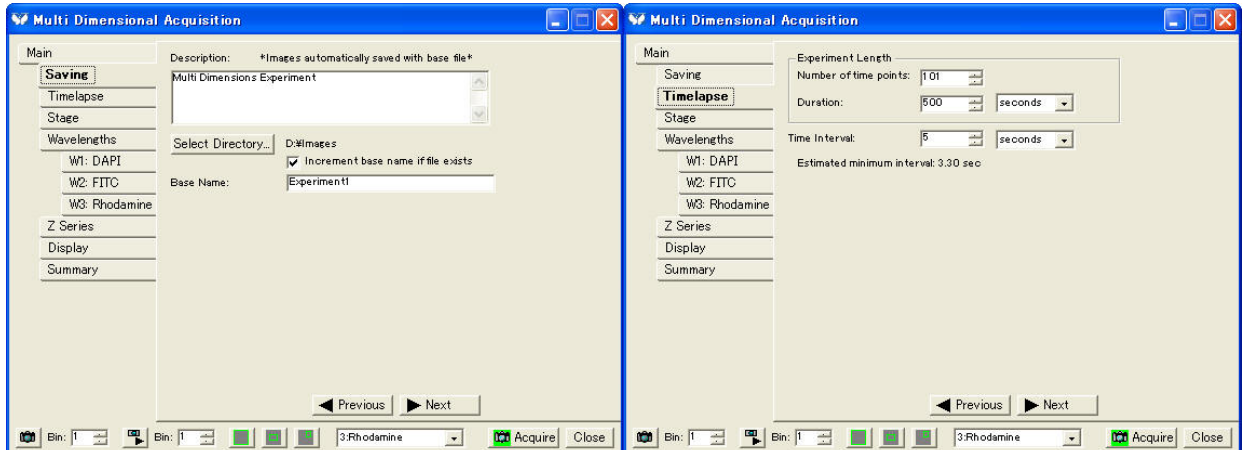 Multi Dimensional Acquisition
Main
Saving
Timelapse
Stage
Wavelengths
W1: DAPI
W2: FITC
W3: Rhodamine
Z Series
Display
Summary
Description: *Images automatically saved with base file*
Multi Dimensions Experiment
Select Directory... D:¥Images
Increment base name if file exists
Base Name: Experiment1
Previous Next
Bin: 1 Bin: 1 3:Rhodamine Acquire Close
Multi Dimensional Acquisition
Main
Saving
Timelapse
Stage
Wavelengths
W1: DAPI
W2: FITC
W3: Rhodamine
Z Series
Display
Summary
Experiment Length
Number of time points: 101
Duration: 500 seconds
Time Interval: 5 seconds
Estimated minimum interval: 3.30 sec
Previous Next
Bin: 1 Bin: 1 3:Rhodamine Acquire Close